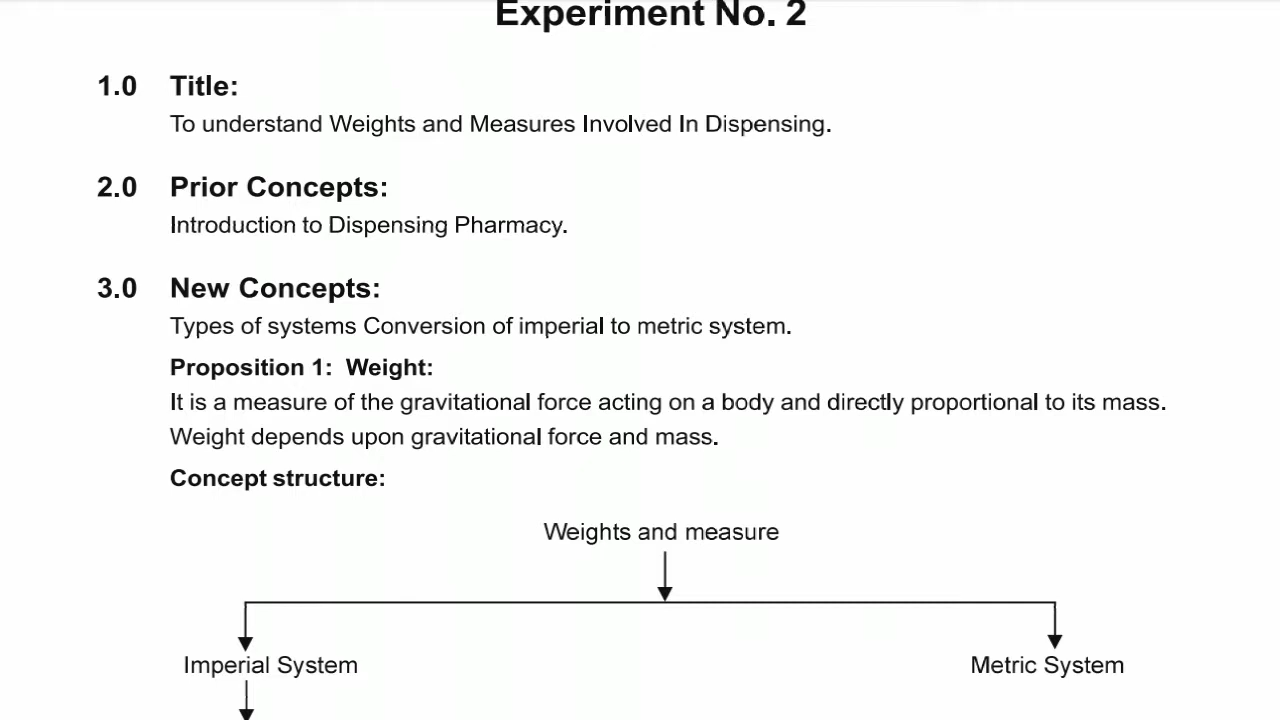 Experiment No. 2
1.0 Title:
To understand Weights and Measures Involved In Dispensing.
2.0 Prior Concepts:
Introduction to Dispensing Pharmacy.
3.0 New Concepts:
Types of systems Conversion of imperial to metric system.
Proposition 1: Weight:
It is a measure of the gravitational force acting on a body and directly proportional to its mass.
Weight depends upon gravitational force and mass.
Concept structure:
Weights and measure
Imperial System Metric System